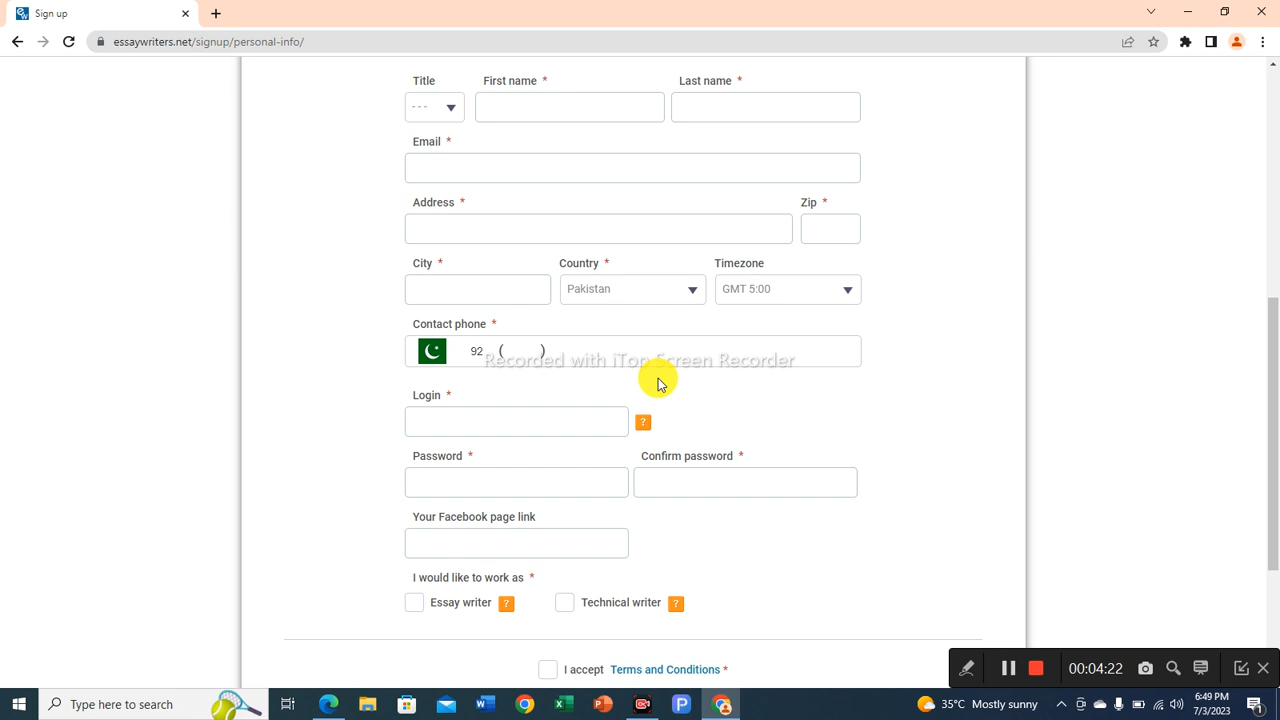 Sign up
essaywriters.net/signup/personal-info/
Title First name * Last name *
---
Email *
Address * Zip *
City * Country * Timezone
Pakistan GMT 5:00
Contact phone *
92 ( )
Recorded with iTop Screen Recorder
Login *
?
Password * Confirm password *
Your Facebook page link
I would like to work as *
Essay writer ? Technical writer ?
I accept Terms and Conditions *
00:04:22
Type here to search
35°C Mostly sunny
6:49 PM
7/3/2023
1